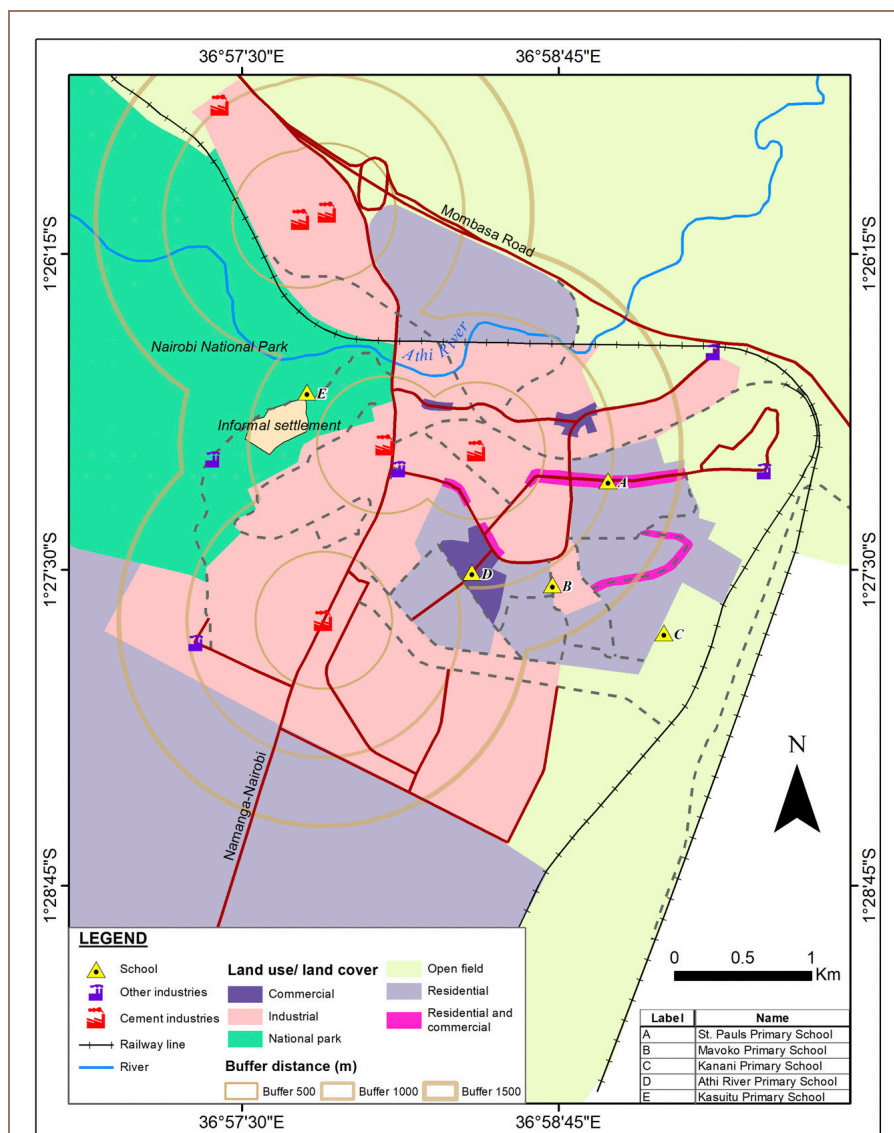 36°57'30"E
36°58'45"E
1°26'15"S
1°26'15"S
Mombasa Road
Athi River
Nairobi National Park
E
Informal settlement
A
1°27'30"S
1°27'30"S
D
B
C
N
Namanga-Nairobi
1°28'45"S
1°28'45"S
LEGEND
School
Other industries
Cement industries
Railway line
River
Land use/ land cover
Commercial
Industrial
National park
Open field
Residential
Residential and
commercial
Buffer distance (m)
Buffer 500
Buffer 1000
Buffer 1500
0 0.5 1
Km
Label Name
A St. Pauls Primary School
B Mavoko Primary School
C Kanani Primary School
D Athi River Primary School
E Kasuitu Primary School
36°57'30"E
36°58'45"E